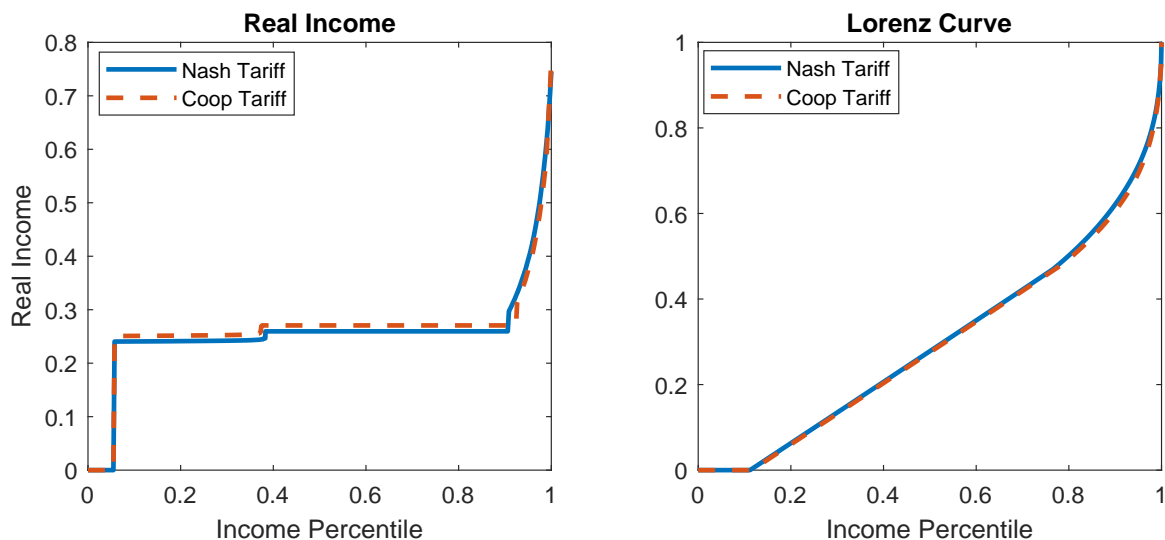 Real Income
Nash Tariff
Coop Tariff
0.8
0.7
0.6
0.5
0.4
0.3
0.2
0.1
0
0 0.2 0.4 0.6 0.8 1
Real Income
Income Percentile
Lorenz Curve
Nash Tariff
Coop Tariff
1
0.8
0.6
0.4
0.2
0
0 0.2 0.4 0.6 0.8 1
Income Percentile